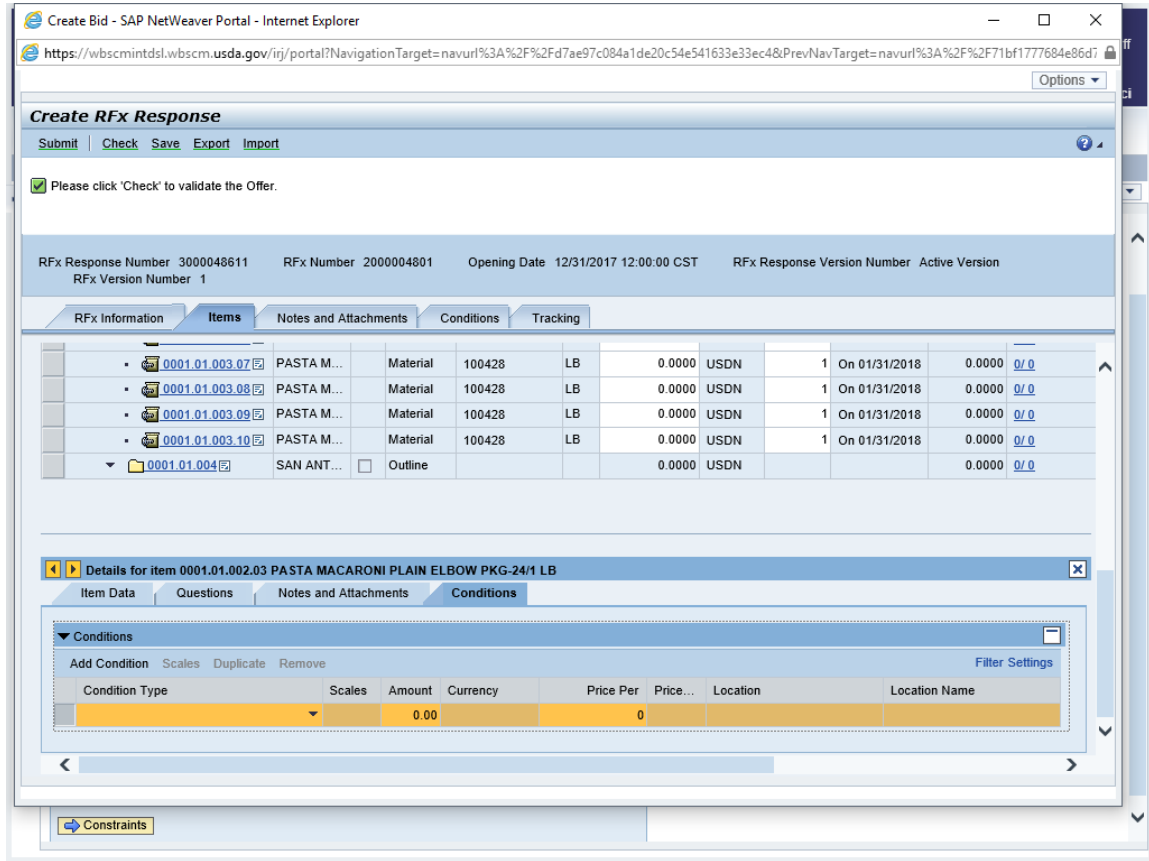 Create Bid - SAP NetWeaver Portal - Internet Explorer
https://wbscmintdsl.wbscm.usda.gov/irj/portal?NavigationTarget=navurl%3A%2F%2Fd7ae97c084a1de20c54e541633e33ec4&PrevNavTarget=navurl%3A%2F%2F71bf1777684e86d7
ff
Options
ci
Create RFx Response
Submit Check Save Export Import
Please click 'Check' to validate the Offer.
RFx Response Number 3000048611 RFx Number 2000004801 Opening Date 12/31/2017 12:00:00 CST RFx Response Version Number Active Version
RFx Version Number 1
RFx Information Items Notes and Attachments Conditions Tracking
0001.01.003.07 PASTA M... Material 100428 LB 0.0000 USDN 1 On 01/31/2018 0.0000 0/ 0
0001.01.003.08 PASTA M... Material 100428 LB 0.0000 USDN 1 On 01/31/2018 0.0000 0/ 0
0001.01.003.09 PASTA M... Material 100428 LB 0.0000 USDN 1 On 01/31/2018 0.0000 0/ 0
0001.01.003.10 PASTA M... Material 100428 LB 0.0000 USDN 1 On 01/31/2018 0.0000 0/ 0
0001.01.004 SAN ANT... Outline 0.0000 USDN 0.0000 0/ 0
Details for item 0001.01.002.03 PASTA MACARONI PLAIN ELBOW PKG-24/1 LB
Item Data Questions Notes and Attachments Conditions
Conditions
Add Condition Scales Duplicate Remove Filter Settings
Condition Type Scales Amount Currency Price Per Price... Location Location Name
0.00 0
Constraints